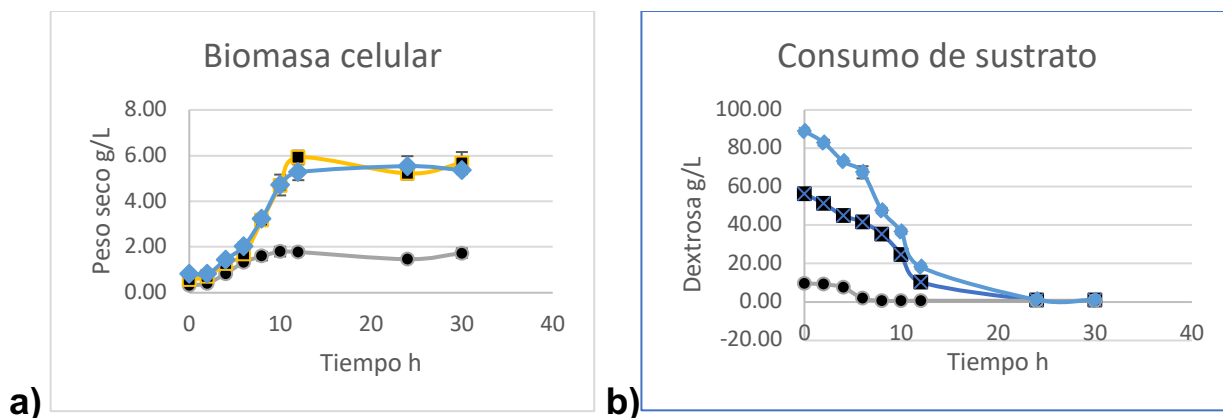 Biomasa celular
Peso seco g/L
8.00
6.00
4.00
2.00
0.00
0 10 20 30 40
Tiempo h
a)
Consumo de sustrato
Dextrosa g/L
100.00
80.00
60.00
40.00
20.00
0.00
-20.00
0 10 20 30 40
Tiempo h
b)